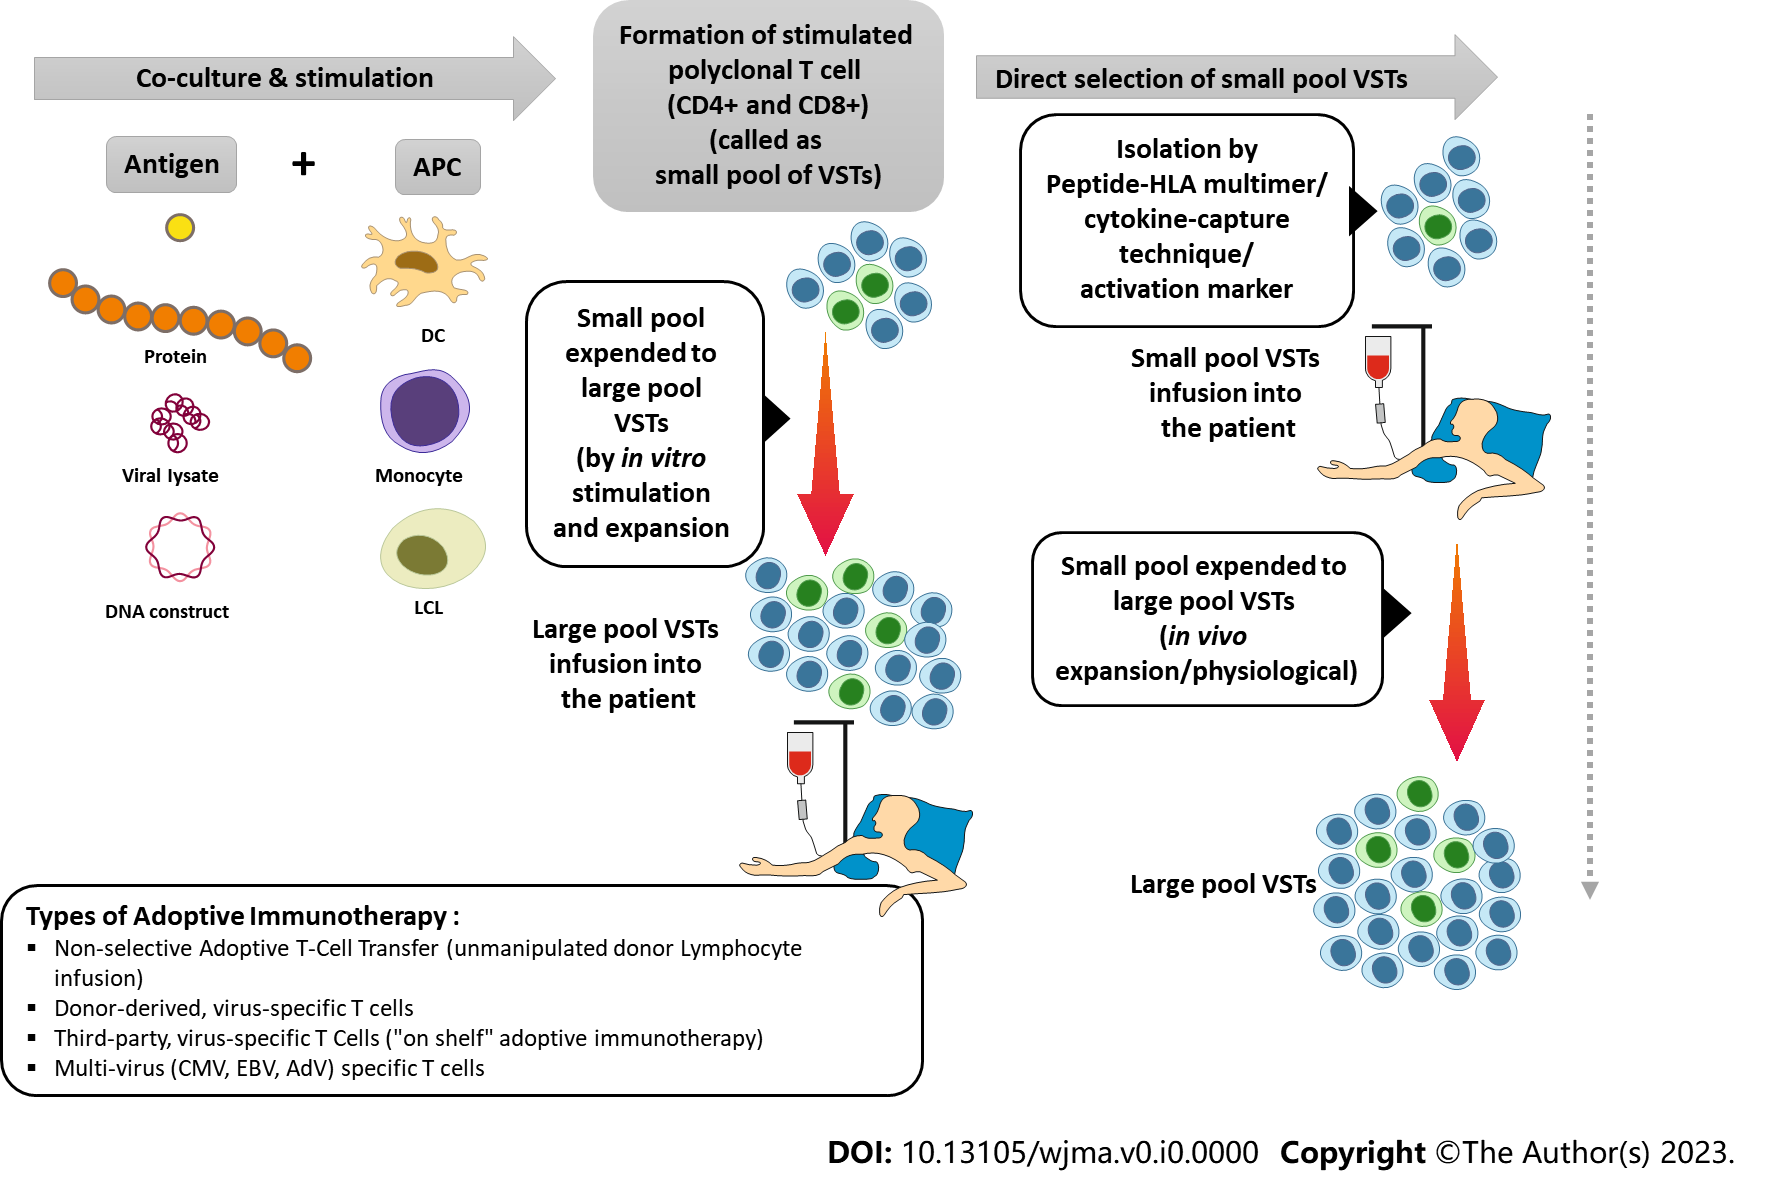 Co-culture & stimulation
Antigen
+
APC
Protein
Viral lysate
DNA construct
DC
Monocyte
LCL
Formation of stimulated
polyclonal T cell
(CD4+ and CD8+)
(called as
small pool of VSTs)
Small pool
expended to
large pool
VSTs
(by in vitro
stimulation
and expansion
Large pool VSTs
infusion into
the patient
Direct selection of small pool VSTs
Isolation by
Peptide-HLA multimer/
cytokine-capture
technique/
activation marker
Small pool VSTs
infusion into
the patient
Small pool expended to
large pool VSTs
(in vivo
expansion/physiological)
Large pool VSTs
Types of Adoptive Immunotherapy :
▪ Non-selective Adoptive T-Cell Transfer (unmanipulated donor Lymphocyte
infusion)
▪ Donor-derived, virus-specific T cells
▪ Third-party, virus-specific T Cells ("on shelf" adoptive immunotherapy)
▪ Multi-virus (CMV, EBV, AdV) specific T cells
DOI: 10.13105/wjma.v0.i0.0000 Copyright ©The Author(s) 2023.